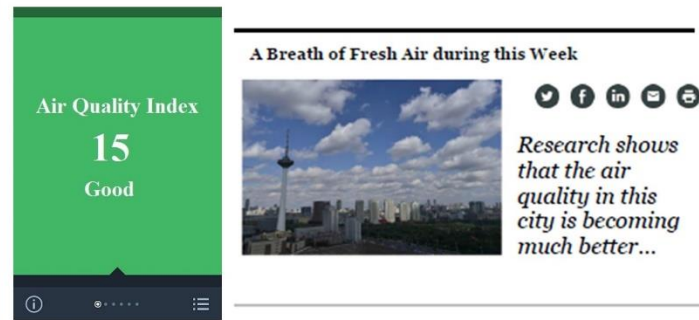 Air Quality Index
15
Good
A Breath of Fresh Air during this Week
Research shows
that the air
quality in this
city is becoming
much better...